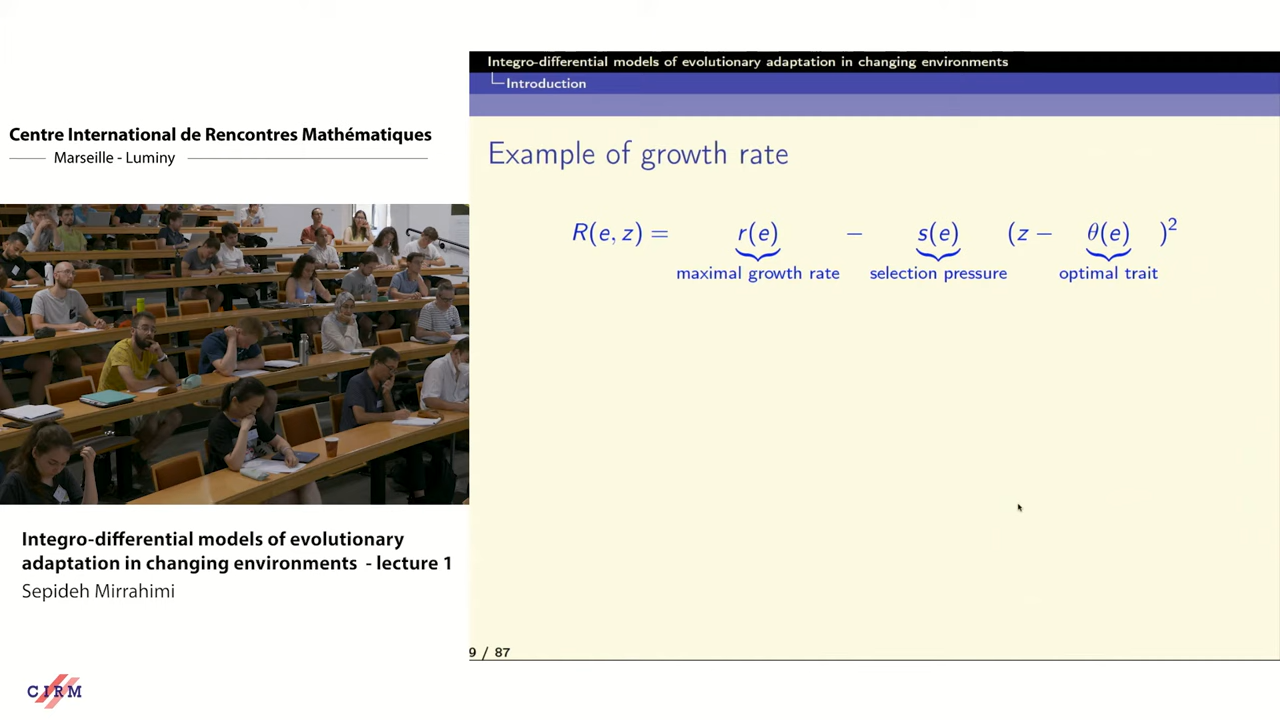 Centre International de Rencontres Mathématiques
Marseille - Luminy
Integro-differential models of evolutionary
adaptation in changing environments - lecture 1
Sepideh Mirrahimi
CIRM
Integro-differential models of evolutionary adaptation in changing environments
Introduction
Example of growth rate
R(e, z) = r(e) − s(e) (z − θ(e) )²
maximal growth rate selection pressure optimal trait
9 / 87